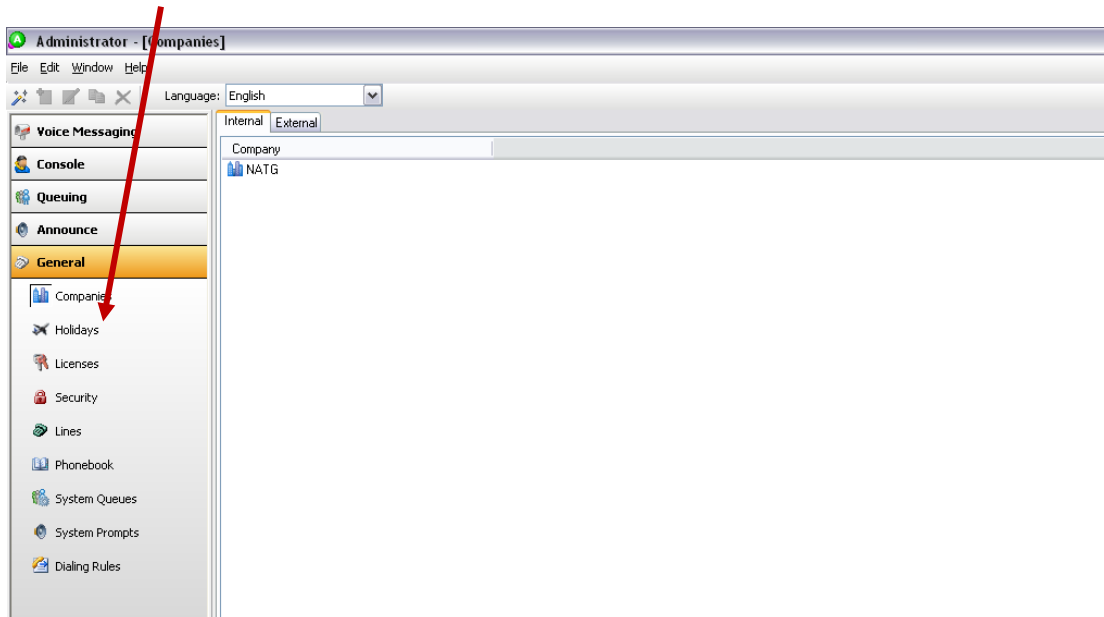 Administrator - [Companies]
File Edit Window Help
Language: English
Voice Messaging
Console
Queuing
Announce
General
Companies
Holidays
Licenses
Security
Lines
Phonebook
System Queues
System Prompts
Dialing Rules
Internal External
Company
NATG